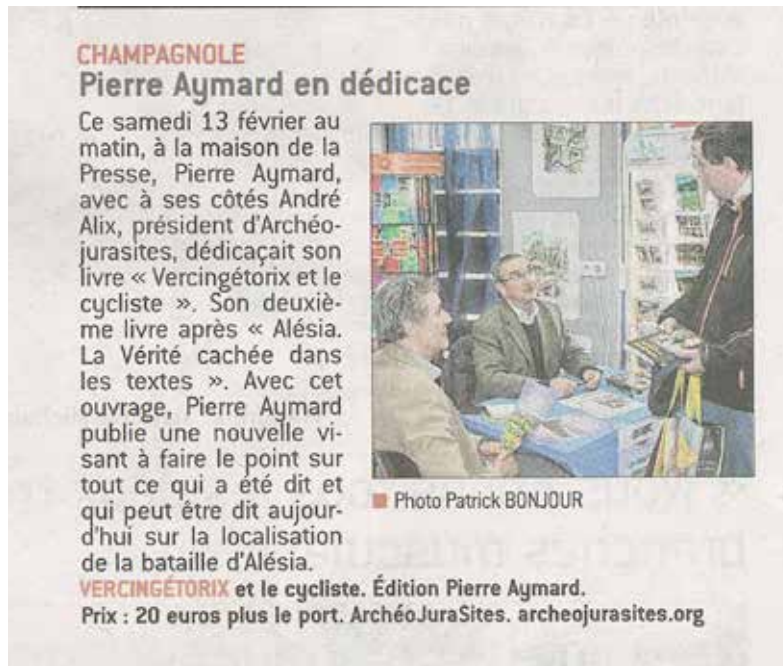 CHAMPAGNOLE
Pierre Aymard en dédicace
Ce samedi 13 février au
matin, à la maison de la
Presse, Pierre Aymard,
avec à ses côtés André
Alix, président d'Archéo-
jurasites, dédicaçait son
livre « Vercingétorix et le
cycliste ». Son deuxiè-
me livre après « Alésia.
La Vérité cachée dans
les textes ». Avec cet
ouvrage, Pierre Aymard
publie une nouvelle vi-
sant à faire le point sur
tout ce qui a été dit et
qui peut être dit aujour-
d'hui sur la localisation
de la bataille d'Alésia.
Photo Patrick BONJOUR
VERCINGÉTORIX et le cycliste. Édition Pierre Aymard.
Prix : 20 euros plus le port. ArchéoJuraSites. archeojurasites.org